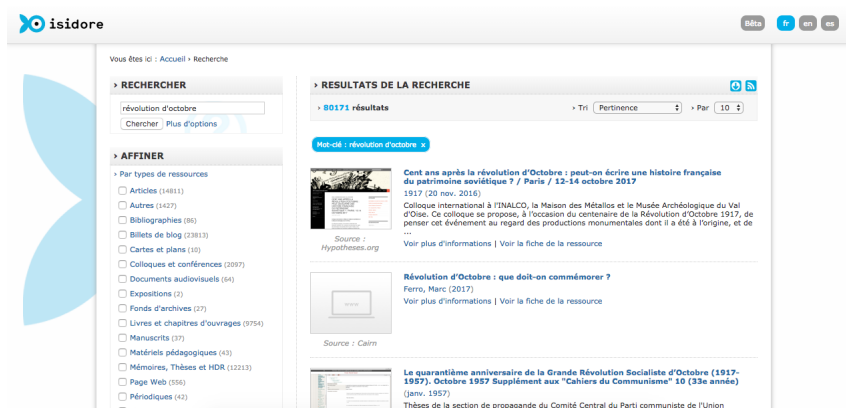 isidore
Bêta fr en es
Vous êtes ici : Accueil › Recherche
› RECHERCHER
révolution d'octobre
Chercher Plus d'options
› AFFINER
› Par types de ressources
Articles (14811)
Autres (1427)
Bibliographies (86)
Billets de blog (23813)
Cartes et plans (10)
Colloques et conférences (2097)
Documents audiovisuels (64)
Expositions (2)
Fonds d'archives (27)
Livres et chapitres d'ouvrages (9754)
Manuscrits (37)
Matériels pédagogiques (43)
Mémoires, Thèses et HDR (12213)
Page Web (556)
Périodiques (42)
› RESULTATS DE LA RECHERCHE
› 80171 résultats
› Tri Pertinence › Par 10
Mot-clé : révolution d'octobre x
Cent ans après la révolution d'Octobre : peut-on écrire une histoire française
du patrimoine soviétique ? / Paris / 12-14 octobre 2017
1917 (20 nov. 2016)
Colloque international à l'INALCO, la Maison des Métallos et le Musée Archéologique du Val
d'Oise. Ce colloque se propose, à l'occasion du centenaire de la Révolution d'Octobre 1917, de
penser cet événement au regard des productions monumentales dont il a été à l'origine, et de
...
Voir plus d'informations | Voir la fiche de la ressource
Source :
Hypotheses.org
Révolution d'Octobre : que doit-on commémorer ?
Ferro, Marc (2017)
Voir plus d'informations | Voir la fiche de la ressource
www
Source : Cairn
Le quarantième anniversaire de la Grande Révolution Socialiste d'Octobre (1917-
1957). Octobre 1957 Supplément aux "Cahiers du Communisme" 10 (33e année)
(janv. 1957)
Thèses de la section de propagande du Comité Central du Parti communiste de l'Union